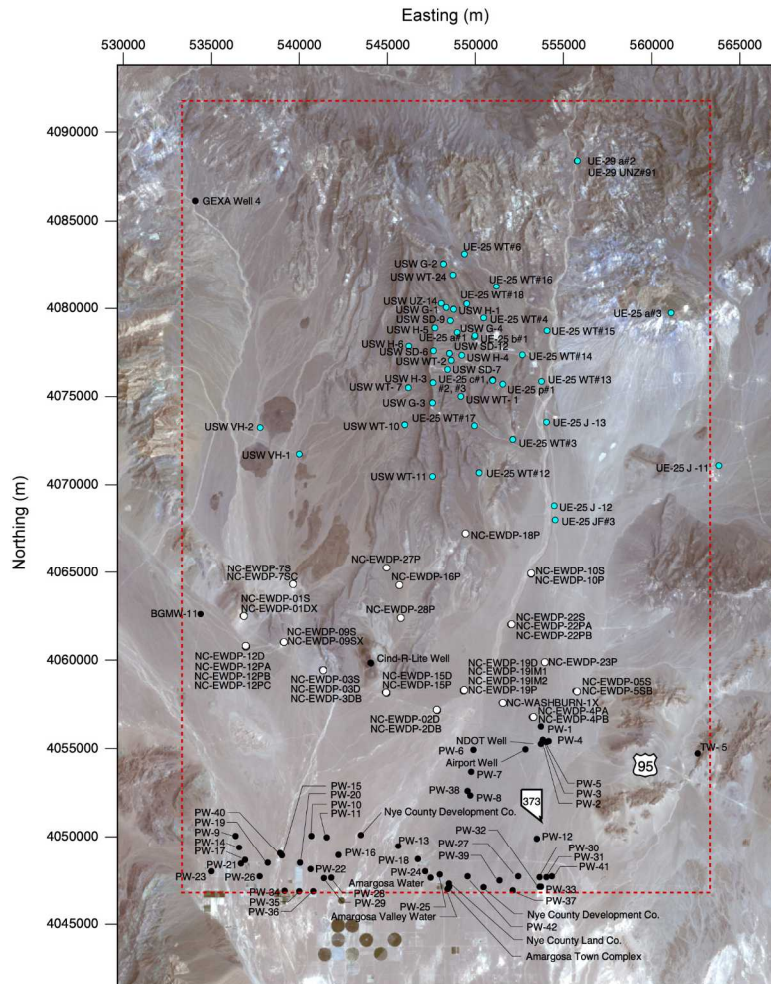 Easting (m)
530000 535000 540000 545000 550000 555000 560000 565000
Northing (m)
4090000
4085000
4080000
4075000
4070000
4065000
4060000
4055000
4050000
4045000
UE-29 a#2
UE-29 UNZ#91
GEXA Well 4
UE-25 WT#6
USW G-2
USW WT-24
UE-25 WT#16
UE-25 WT#18
USW UZ-14
USW G-1
USW H-1
UE-25 a#3
USW SD-9
UE-25 WT#4
USW H-5
USW G-4
UE-25 WT#15
UE-25 a#1
UE-25 b#1
USW H-6
USW SD-12
USW SD-6
USW H-4
UE-25 WT#14
USW WT-2
USW SD-7
USW H-3
UE-25 c#1,
#2, #3
UE-25 WT#13
USW WT- 7
UE-25 p#1
USW G-3
USW WT- 1
UE-25 WT#17
USW VH-2
USW WT-10
UE-25 J -13
UE-25 WT#3
USW VH-1
UE-25 J -11
USW WT-11
UE-25 WT#12
UE-25 J -12
UE-25 JF#3
NC-EWDP-18P
NC-EWDP-7S
NC-EWDP-7SC
NC-EWDP-27P
NC-EWDP-16P
NC-EWDP-10S
NC-EWDP-10P
NC-EWDP-01S
NC-EWDP-01DX
BGMW-11
NC-EWDP-28P
NC-EWDP-22S
NC-EWDP-22PA
NC-EWDP-22PB
NC-EWDP-09S
NC-EWDP-09SX
NC-EWDP-12D
NC-EWDP-12PA
NC-EWDP-12PB
NC-EWDP-12PC
Cind-R-Lite Well
NC-EWDP-03S
NC-EWDP-03D
NC-EWDP-3DB
NC-EWDP-15D
NC-EWDP-15P
NC-EWDP-19D
NC-EWDP-19IM1
NC-EWDP-19IM2
NC-EWDP-19P
NC-EWDP-23P
NC-EWDP-05S
NC-EWDP-5SB
NC-WASHBURN-1X
NC-EWDP-02D
NC-EWDP-2DB
NC-EWDP-4PA
NC-EWDP-4PB
PW-1
NDOT Well
PW-4
PW-6
Airport Well
TW- 5
95
PW-7
PW-5
PW-3
PW-2
PW-38
PW-8
373
PW-15
PW-20
PW-10
PW-11
PW-40
PW-19
PW-9
PW-14
PW-17
Nye County Development Co.
PW-13
PW-32
PW-12
PW-27
PW-30
PW-39
PW-31
PW-41
PW-16
PW-18
PW-21
PW-23
PW-26
PW-22
PW-24
Amargosa Water
PW-34
PW-35
PW-36
PW-28
PW-29
PW-25
Amargosa Valley Water
PW-33
PW-37
Nye County Development Co.
PW-42
Nye County Land Co.
Amargosa Town Complex